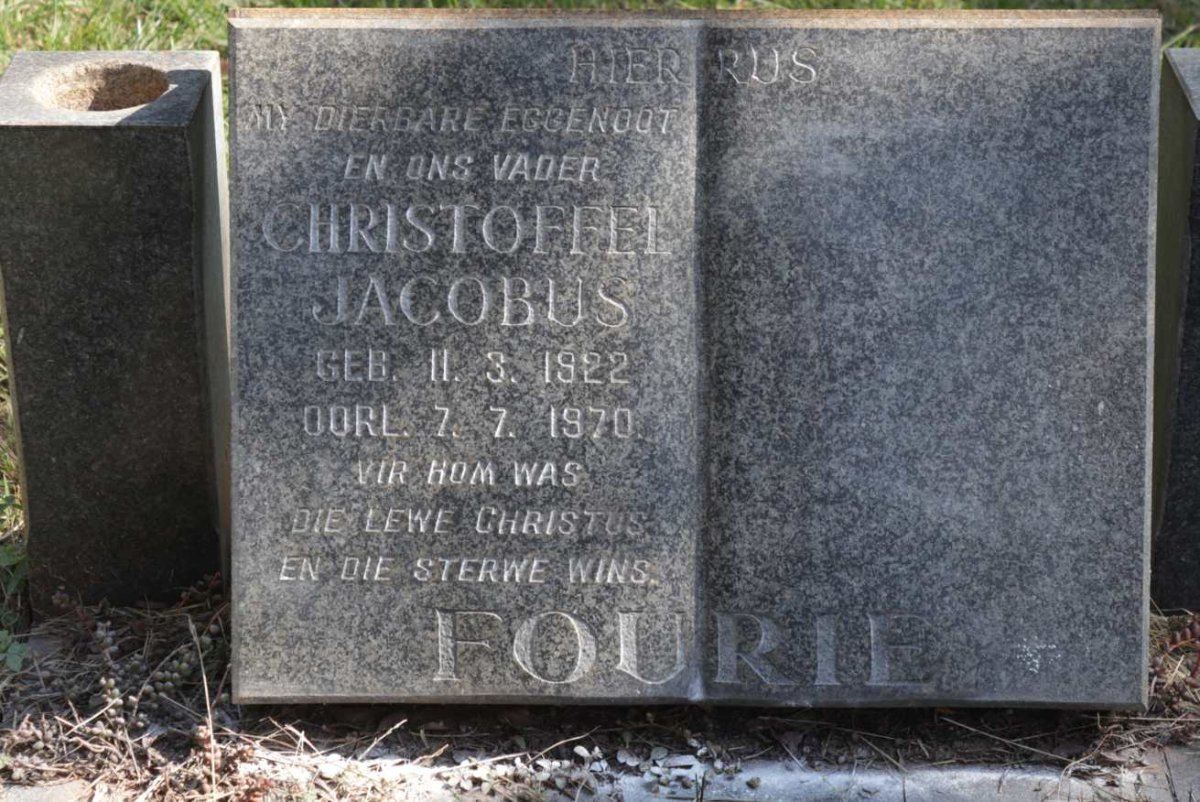 HIER RUS
MY DIERBARE EGGENOOT
EN ONS VADER
CHRISTOFFEL
JACOBUS
GEB. 11. 3. 1922
OORL. 7. 7. 1970.
VIR HOM WAS
DIE LEWE CHRISTUS
EN DIE STERWE WINS.
FOURIE